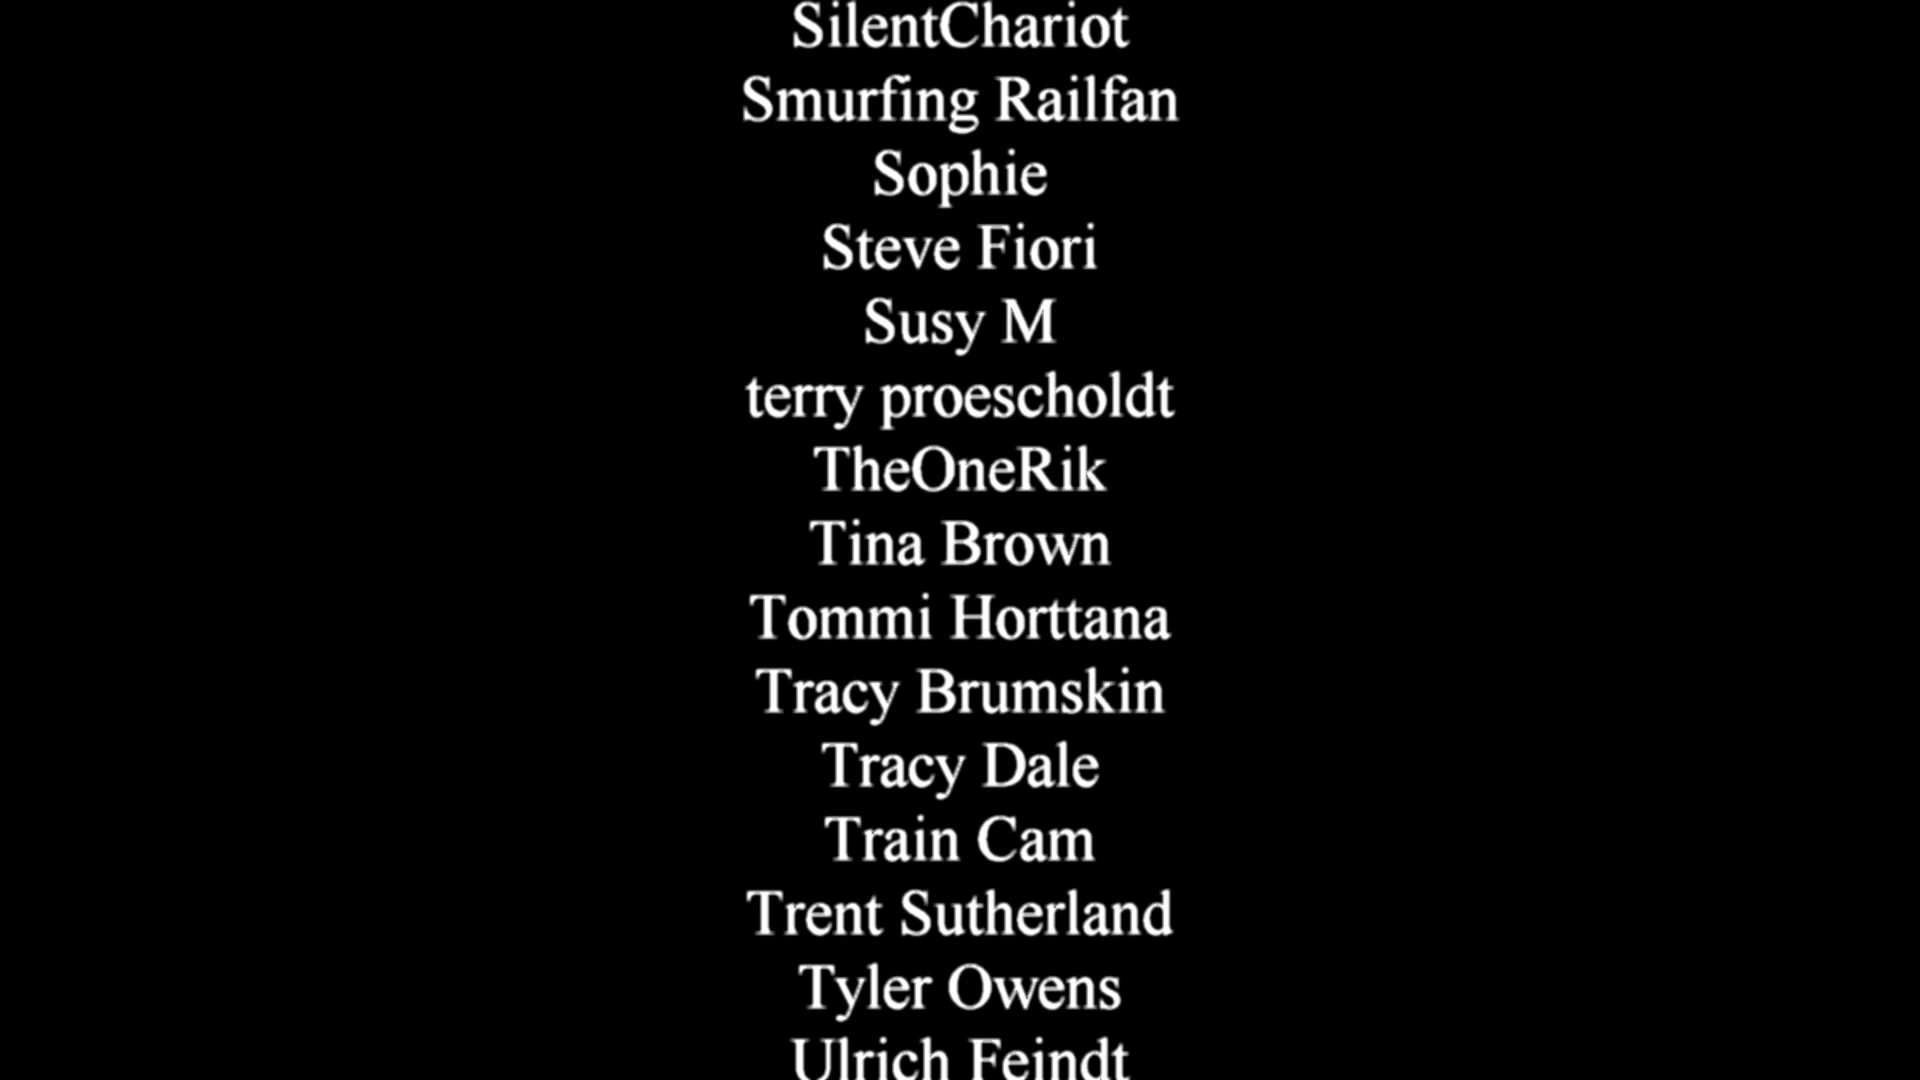 SilentChariot
Smurfing Railfan
Sophie
Steve Fiori
Susy M
terry proescholdt
TheOneRik
Tina Brown
Tommi Horttana
Tracy Brumskin
Tracy Dale
Train Cam
Trent Sutherland
Tyler Owens
Ulrich Feindt